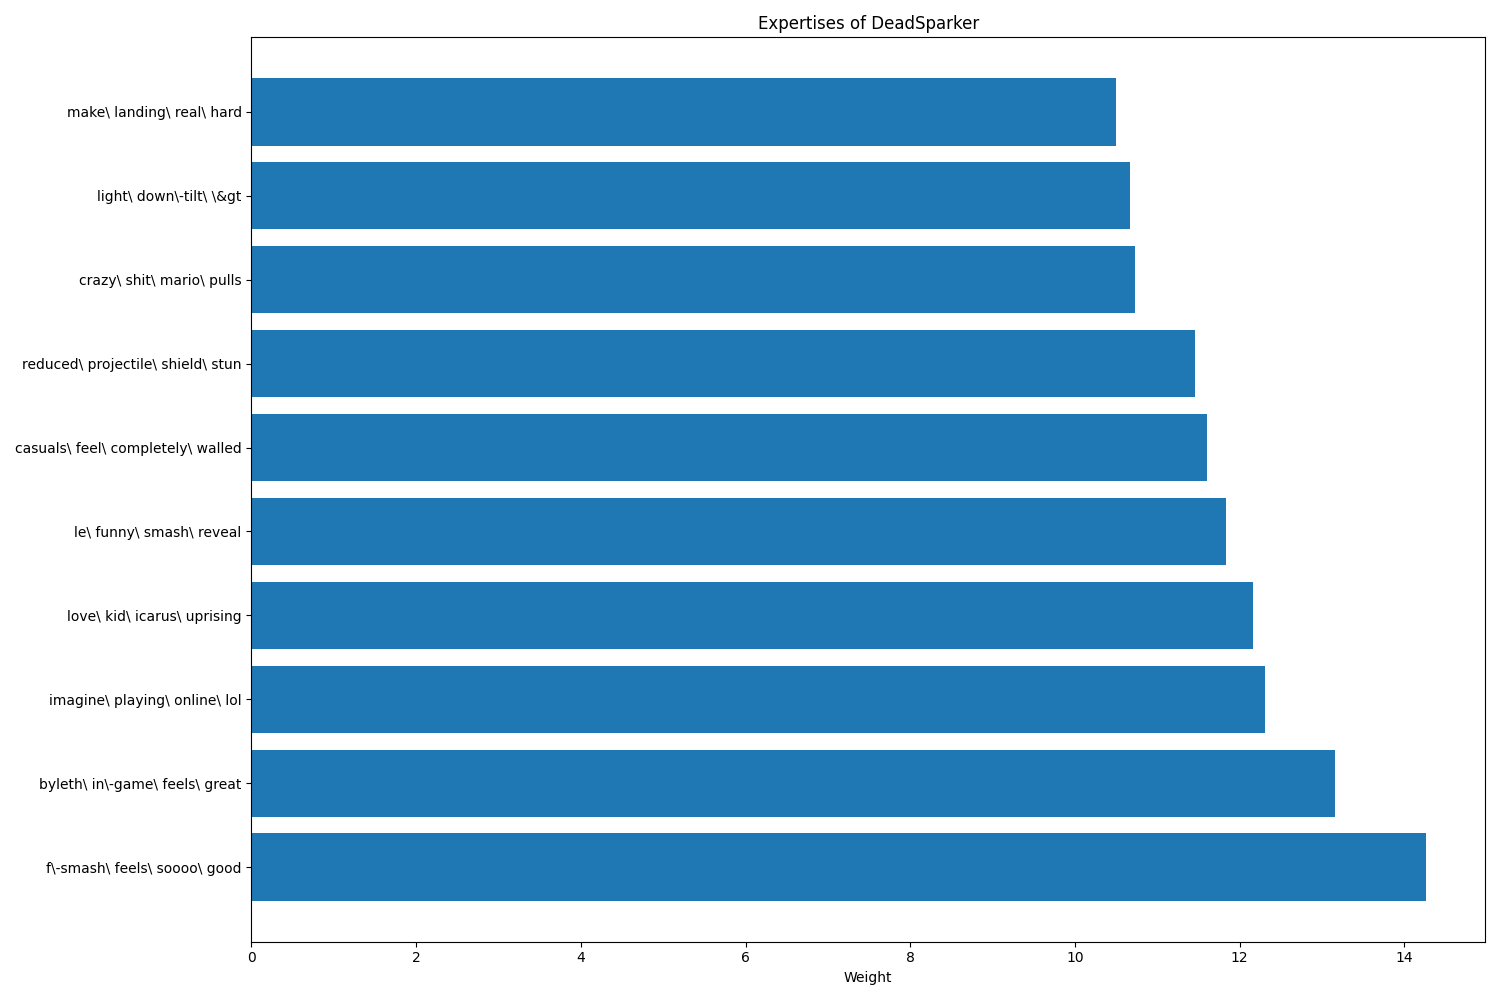 Expertises of DeadSparker
make\ landing\ real\ hard
light\ down\-tilt\ \&gt
crazy\ shit\ mario\ pulls
reduced\ projectile\ shield\ stun
casuals\ feel\ completely\ walled
le\ funny\ smash\ reveal
love\ kid\ icarus\ uprising
imagine\ playing\ online\ lol
byleth\ in\-game\ feels\ great
f\-smash\ feels\ soooo\ good
0 2 4 6 8 10 12 14
Weight